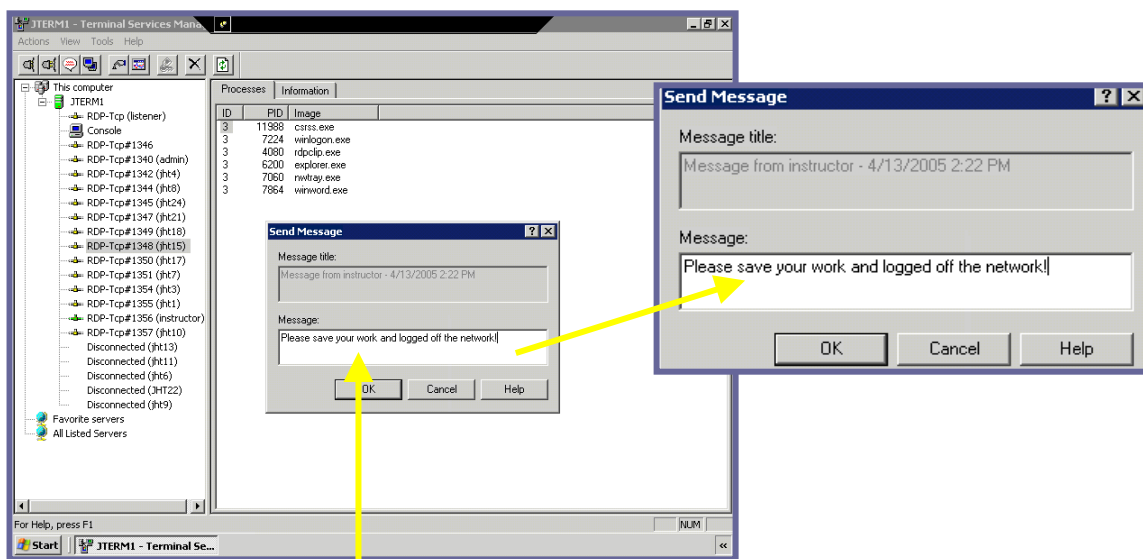 JTERM1 - Terminal Services Mana
Actions View Tools Help
This computer
JTERM1
RDP-Tcp (listener)
Console
RDP-Tcp#1346
RDP-Tcp#1340 (admin)
RDP-Tcp#1342 (jht4)
RDP-Tcp#1344 (jht8)
RDP-Tcp#1345 (jht24)
RDP-Tcp#1347 (jht21)
RDP-Tcp#1349 (jht18)
RDP-Tcp#1348 (jht15)
RDP-Tcp#1350 (jht17)
RDP-Tcp#1351 (jht7)
RDP-Tcp#1354 (jht3)
RDP-Tcp#1355 (jht1)
RDP-Tcp#1356 (instructor)
RDP-Tcp#1357 (jht10)
Disconnected (jht13)
Disconnected (jht11)
Disconnected (jht6)
Disconnected (JHT22)
Disconnected (jht9)
Favorite servers
All Listed Servers
Processes Information
ID PID Image
3 11988 csrss.exe
3 7224 winlogon.exe
3 4080 rdpclip.exe
3 6200 explorer.exe
3 7060 nwtray.exe
3 7864 winword.exe
Send Message
Message title:
Message from instructor - 4/13/2005 2:22 PM
Message:
Please save your work and logged off the network!
OK Cancel Help
Send Message
Message title:
Message from instructor - 4/13/2005 2:22 PM
Message:
Please save your work and logged off the network!
OK Cancel Help
For Help, press F1
NUM
Start JTERM1 - Terminal Se...